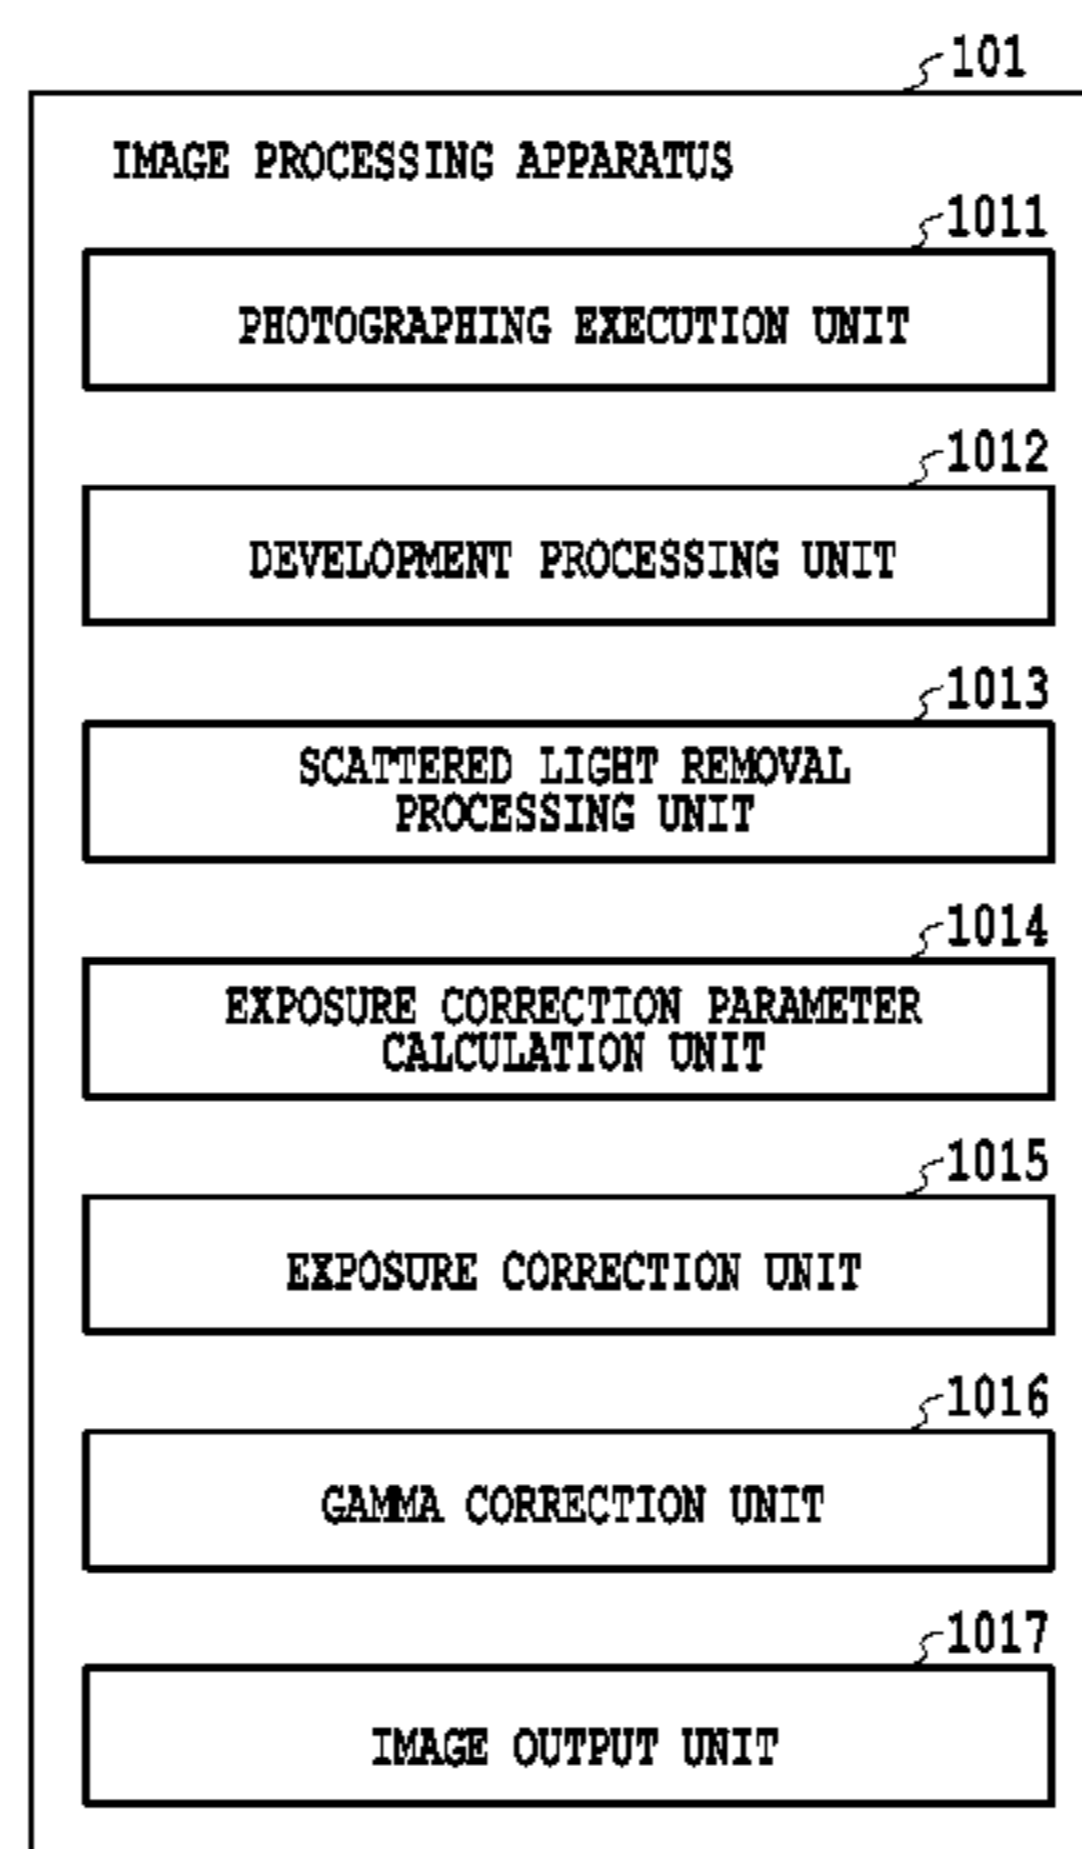 101
IMAGE PROCESSING APPARATUS
1011
PHOTOGRAPHING EXECUTION UNIT
1012
DEVELOPMENT PROCESSING UNIT
1013
SCATTERED LIGHT REMOVAL
PROCESSING UNIT
1014
EXPOSURE CORRECTION PARAMETER
CALCULATION UNIT
1015
EXPOSURE CORRECTION UNIT
1016
GAMMA CORRECTION UNIT
1017
IMAGE OUTPUT UNIT